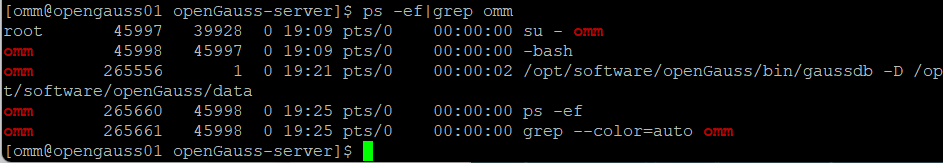 [omm@opengauss01 openGauss-server]$ ps -ef|grep omm
root       45997   39928  0 19:09 pts/0    00:00:00 su - omm
omm        45998   45997  0 19:09 pts/0    00:00:00 -bash
omm       265556       1  0 19:21 pts/0    00:00:02 /opt/software/openGauss/bin/gaussdb -D /op
t/software/openGauss/data
omm       265660   45998  0 19:25 pts/0    00:00:00 ps -ef
omm       265661   45998  0 19:25 pts/0    00:00:00 grep --color=auto omm
[omm@opengauss01 openGauss-server]$